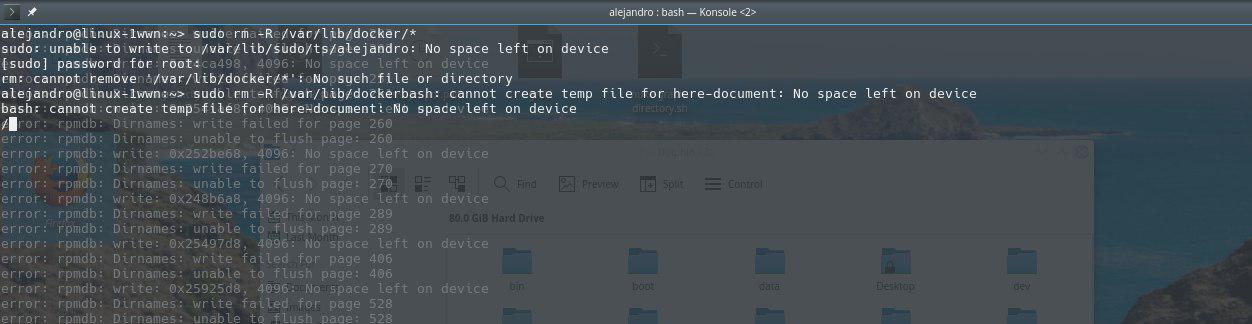 alejandro : bash — Konsole <2>
alejandro@linux-1wwn:~> sudo rm -R /var/lib/docker/*
sudo: unable to write to /var/lib/sudo/ts/alejandro: No space left on device
[sudo] password for root:
rm: cannot remove '/var/lib/docker/*': No such file or directory
alejandro@linux-1wwn:~> sudo rm -R /var/lib/dockerbash: cannot create temp file for here-document: No space left on device
bash: cannot create temp file for here-document: No space left on device
/
directory.sh
error: rpmdb: Dirnames: write failed for page 260
error: rpmdb: Dirnames: unable to flush page: 260
error: rpmdb: write: 0x252be68, 4096: No space left on device
error: rpmdb: Dirnames: write failed for page 270
error: rpmdb: Dirnames: unable to flush page: 270
error: rpmdb: write: 0x248b6a8, 4096: No space left on device
error: rpmdb: Dirnames: write failed for page 289
error: rpmdb: Dirnames: unable to flush page: 289
error: rpmdb: write: 0x25497d8, 4096: No space left on device
error: rpmdb: Dirnames: write failed for page 406
error: rpmdb: Dirnames: unable to flush page: 406
error: rpmdb: write: 0x25925d8, 4096: No space left on device
error: rpmdb: Dirnames: write failed for page 528
error: rpmdb: Dirnames: unable to flush page: 528
Find Preview Split Control
80.0 GiB Hard Drive
bin boot data Desktop dev